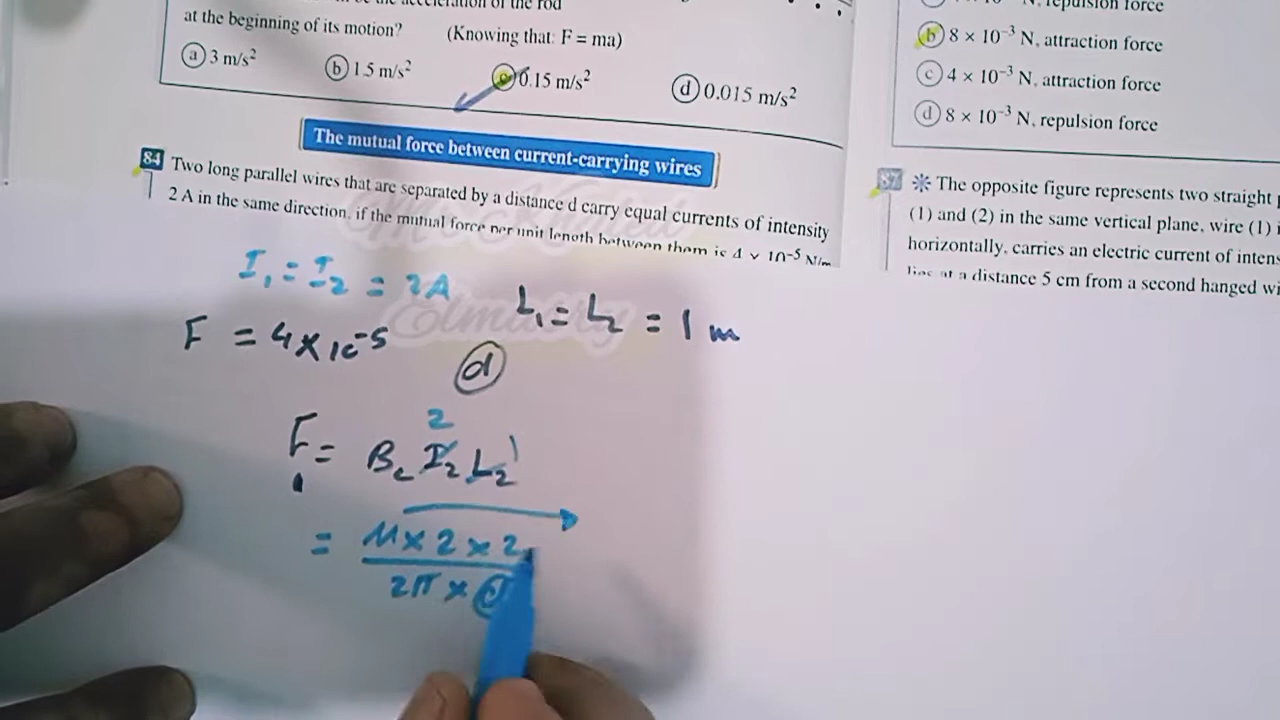 at the beginning of its motion? (Knowing that: F = ma)
a 3 m/s²
b 1.5 m/s²
c 0.15 m/s²
d 0.015 m/s²
The mutual force between current-carrying wires
84 Two long parallel wires that are separated by a distance d carry equal currents of intensity
2 A in the same direction, if the mutual force per unit length between them is 4 × 10⁻⁵ N/m
I₁ = I₂ = 2A
L₁ = L₂ = 1 m
F = 4×10⁻⁵
d
F = B I₂ L₂
2
1
= M × 2 × 2
2π × d
N, repulsion force
b 8 × 10⁻³ N, attraction force
c 4 × 10⁻³ N, attraction force
d 8 × 10⁻³ N, repulsion force
87 * The opposite figure represents two straight
(1) and (2) in the same vertical plane, wire (1)
horizontally, carries an electric current of
at a distance 5 cm from a second hanged